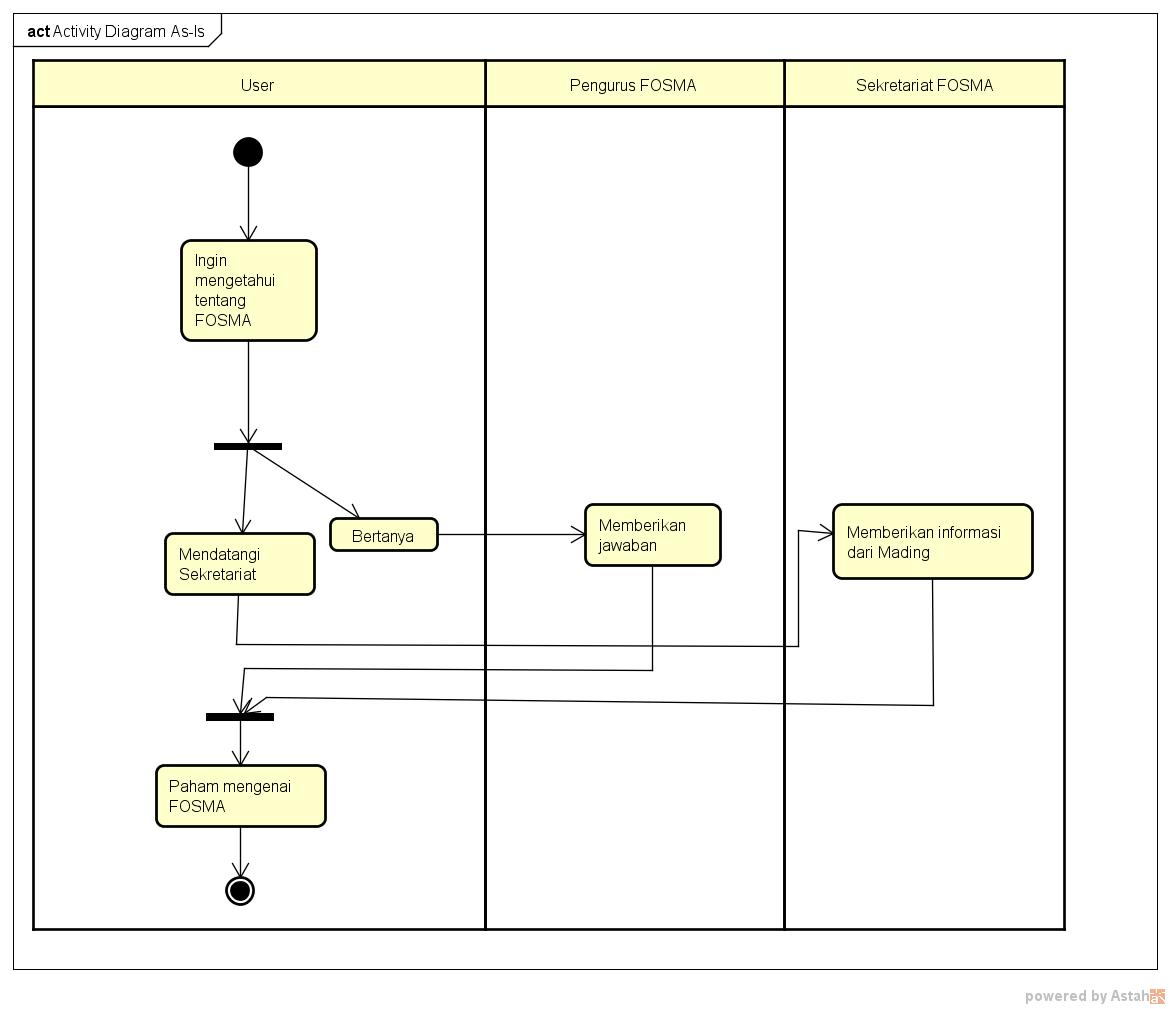 act Activity Diagram As-Is
User
Pengurus FOSMA
Sekretariat FOSMA
Ingin
mengetahui
tentang
FOSMA
Mendatangi
Sekretariat
Bertanya
Memberikan
jawaban
Memberikan informasi
dari Mading
Paham mengenai
FOSMA
powered by Astah